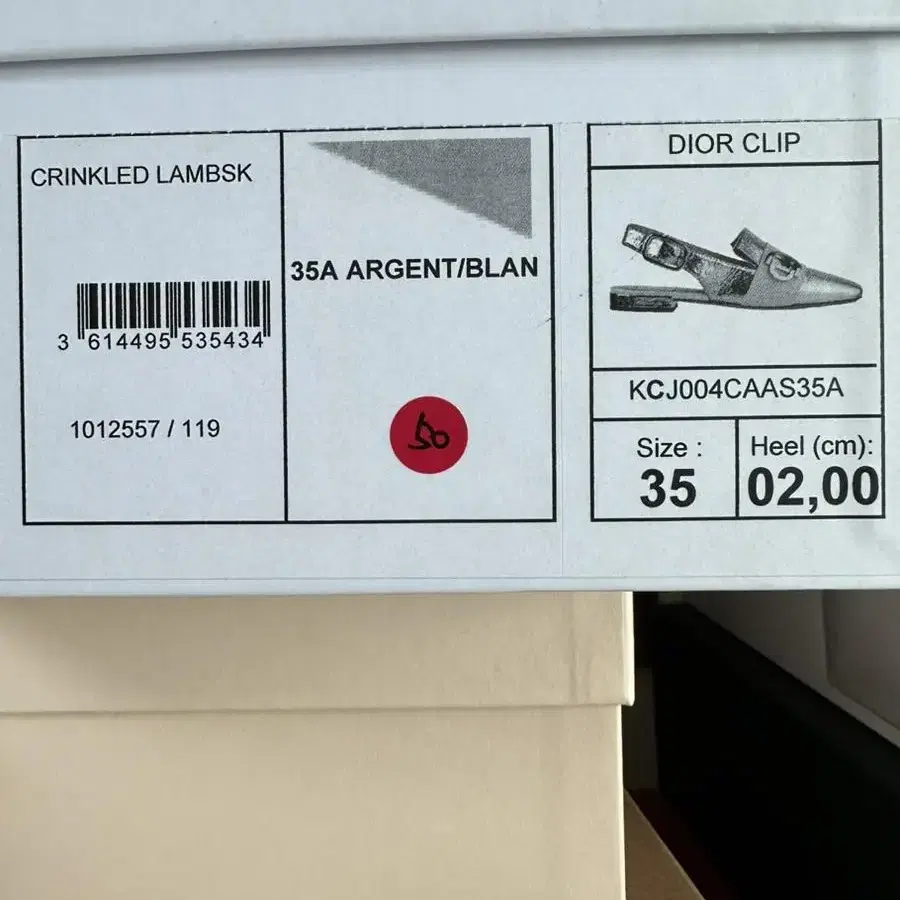 CRINKLED LAMBSK
3 614495 535434
1012557 / 119
35A ARGENT/BLAN
DIOR CLIP
KCJ004CAAS35A
Size :
35
Heel (cm):
02,00